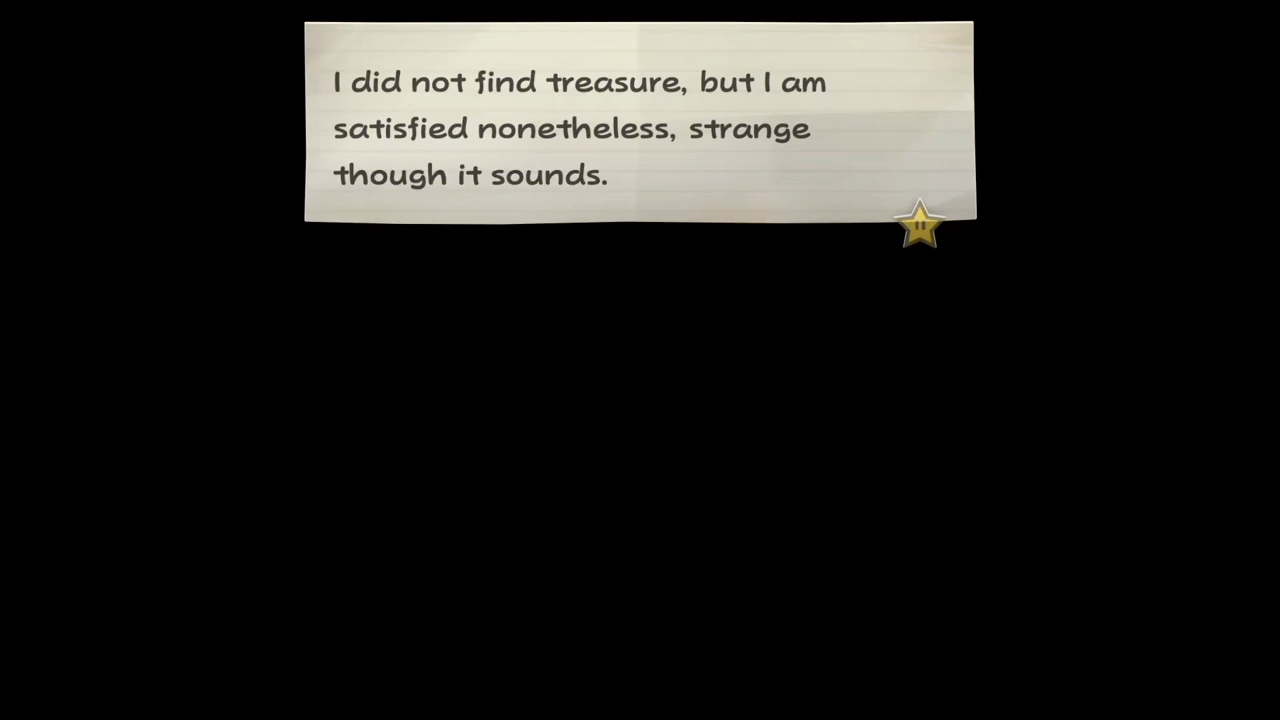 I did not find treasure, but I am
satisfied nonetheless, strange
though it sounds.